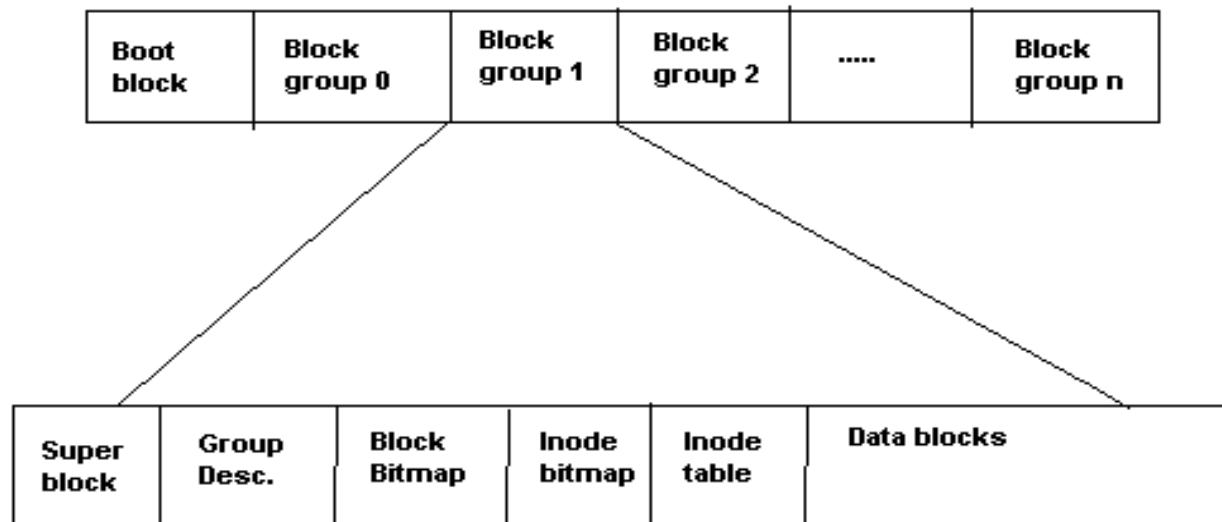 Boot
block
Block
group 0
Block
group 1
Block
group 2
.....
Block
group n
Super
block
Group
Desc.
Block
Bitmap
Inode
bitmap
Inode
table
Data blocks